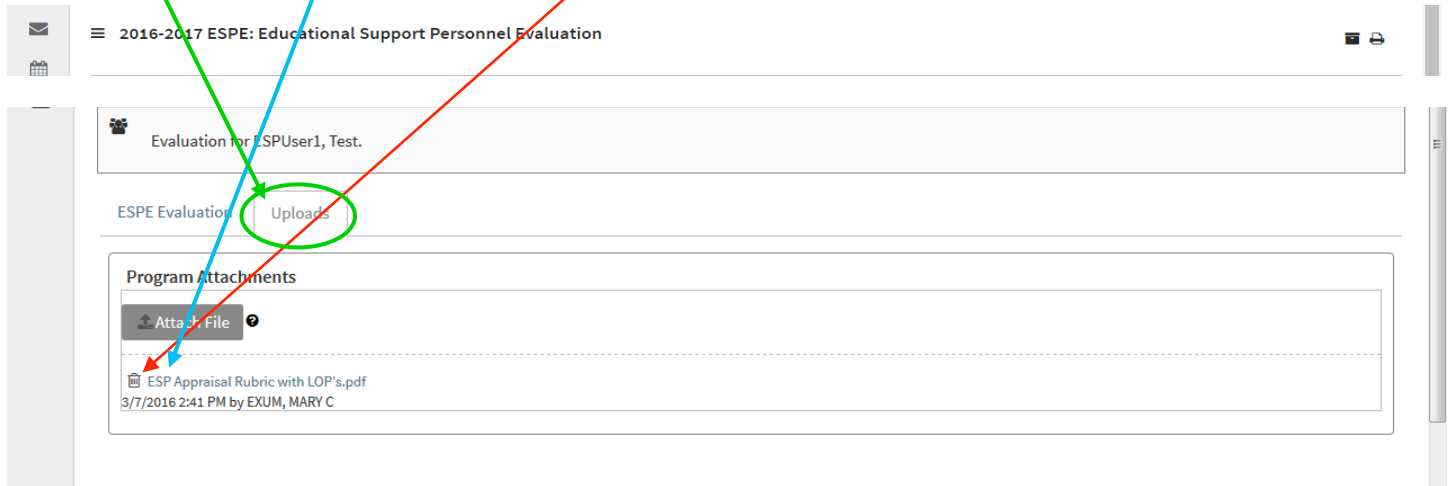 2016-2017 ESPE: Educational Support Personnel Evaluation
Evaluation for ESPUser1, Test.
ESPE Evaluation
Uploads
Program Attachments
Attach File
ESP Appraisal Rubric with LOP's.pdf
3/7/2016 2:41 PM by EXUM, MARY C